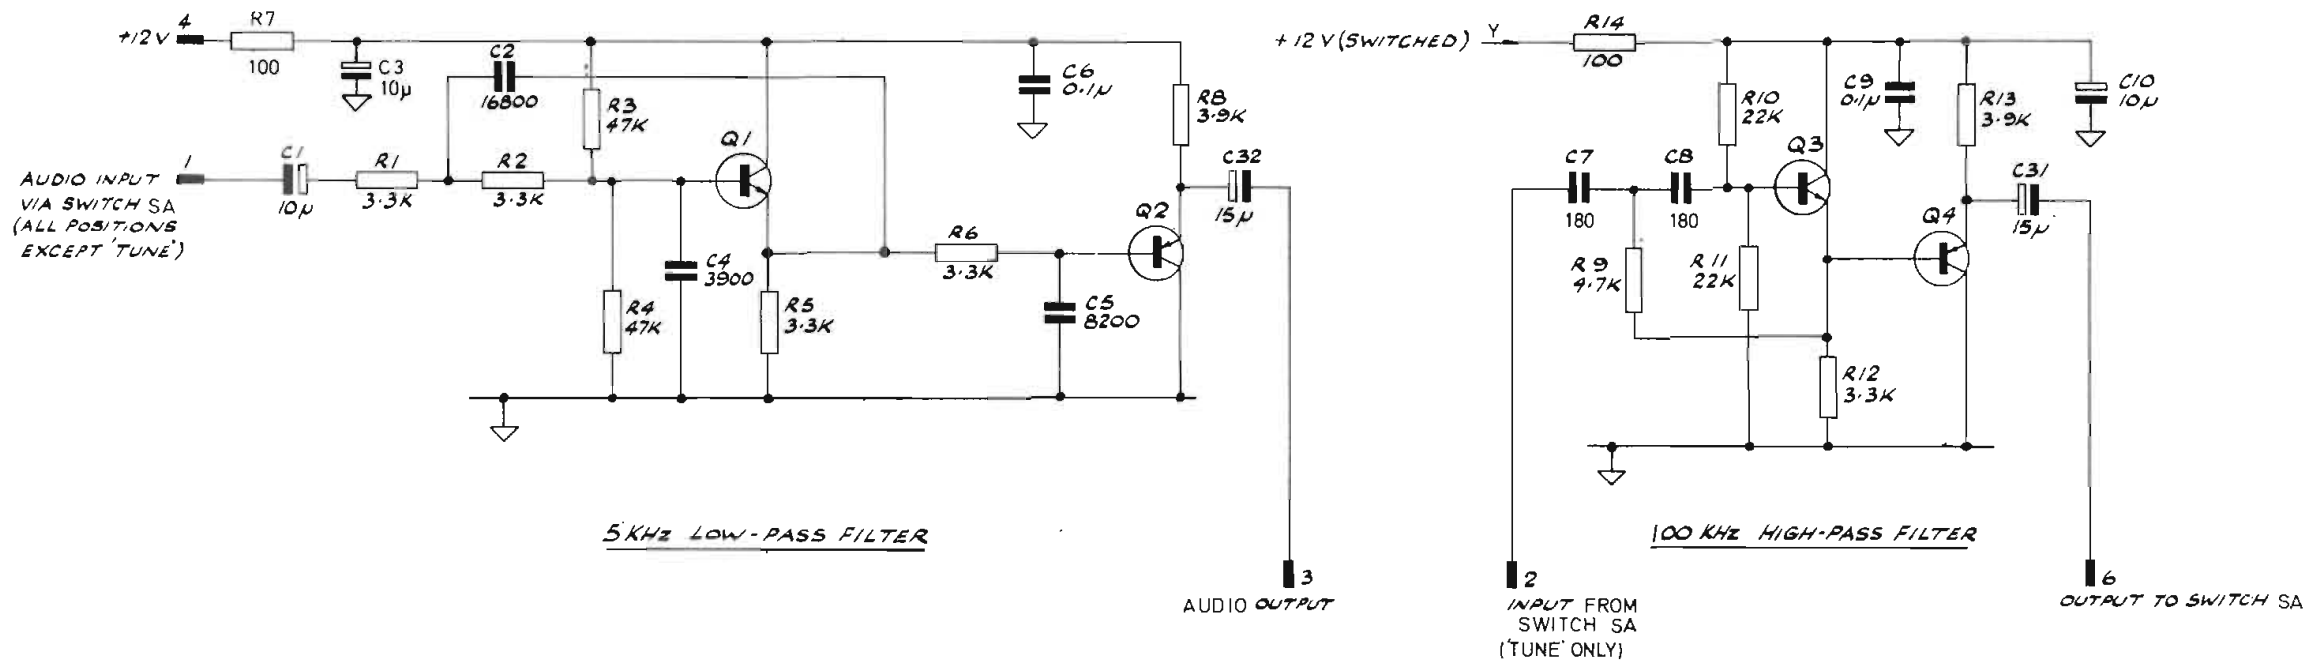 4
+12V
R7
100
C3
10µ
C2
16800
R3
47K
Q1
C6
0.1µ
R8
3.9K
1
AUDIO INPUT
VIA SWITCH SA
(ALL POSITIONS
EXCEPT 'TUNE')
C1
10µ
R1
3.3K
R2
3.3K
C32
15µ
Q2
R6
3.3K
C4
3900
R4
47K
R5
3.3K
C5
8200
5KHz LOW-PASS FILTER
3
AUDIO OUTPUT
+12V (SWITCHED)
Y
R14
100
R10
22K
C9
0.1µ
R13
3.9K
C10
10µ
Q3
C7
180
C8
180
C31
15µ
Q4
R9
4.7K
R11
22K
R12
3.3K
100 KHz HIGH-PASS FILTER
2
INPUT FROM
SWITCH SA
('TUNE' ONLY)
6
OUTPUT TO SWITCH SA